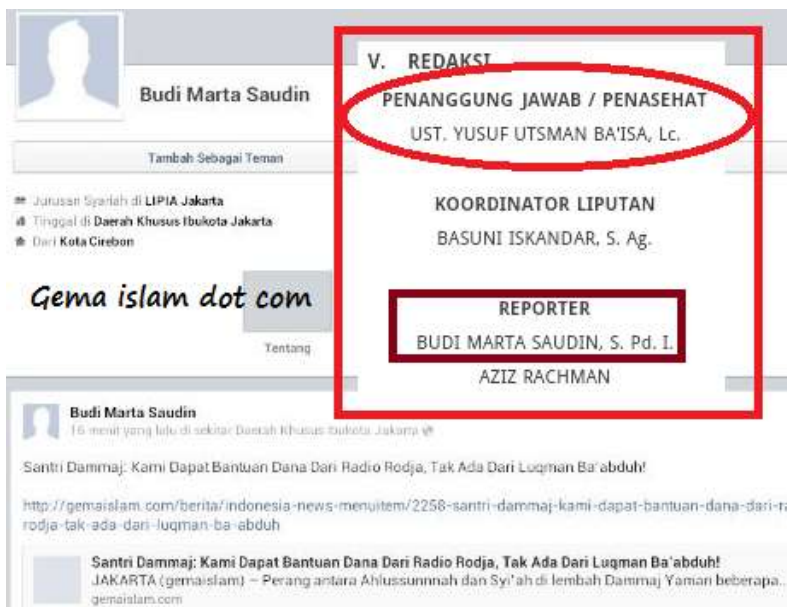 Budi Marta Saudin
Tambah Sebagai Teman
Jurusan Syariah di LIPIA Jakarta
Tinggal di Daerah Khusus Ibukota Jakarta
Dari Kota Cirebon
Gema islam dot com
Tentang
V. REDAKSI
PENANGGUNG JAWAB / PENASEHAT
UST. YUSUF UTSMAN BA'ISA, Lc.
KOORDINATOR LIPUTAN
BASUNI ISKANDAR, S. Ag.
REPORTER
BUDI MARTA SAUDIN, S. Pd. I.
AZIZ RACHMAN
Budi Marta Saudin
16 menit yang lalu di sekitar Daerah Khusus Ibukota Jakarta
Santri Dammaj: Kami Dapat Bantuan Dana Dari Radio Rodja, Tak Ada Dari Luqman Ba'abduh!
http://gemaislam.com/berita/indonesia-news-menuitem/2258-santri-dammaj-kami-dapat-bantuan-dana-dari-ra
rodja-tak-ada-dari-luqman-ba-abduh
Santri Dammaj: Kami Dapat Bantuan Dana Dari Radio Rodja, Tak Ada Dari Luqman Ba'abduh!
JAKARTA (gemaislam) – Perang antara Ahlussunnnah dan Syi'ah di lembah Dammaj Yaman beberapa...
gemaislam.com